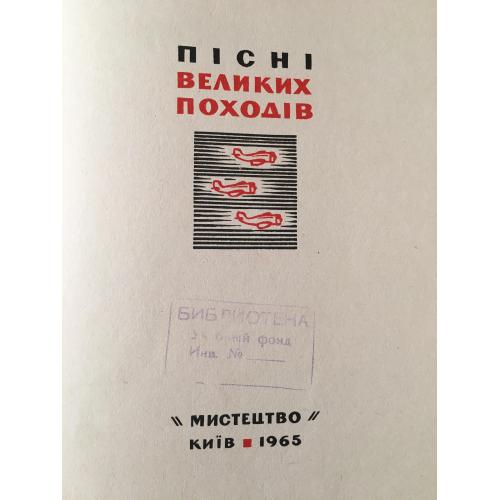 ПІСНІ
ВЕЛИКИХ
ПОХОДІВ
БИБЛИОТЕКА
фонд
Инв. №
"МИСТЕЦТВО"
КИЇВ ■ 1965